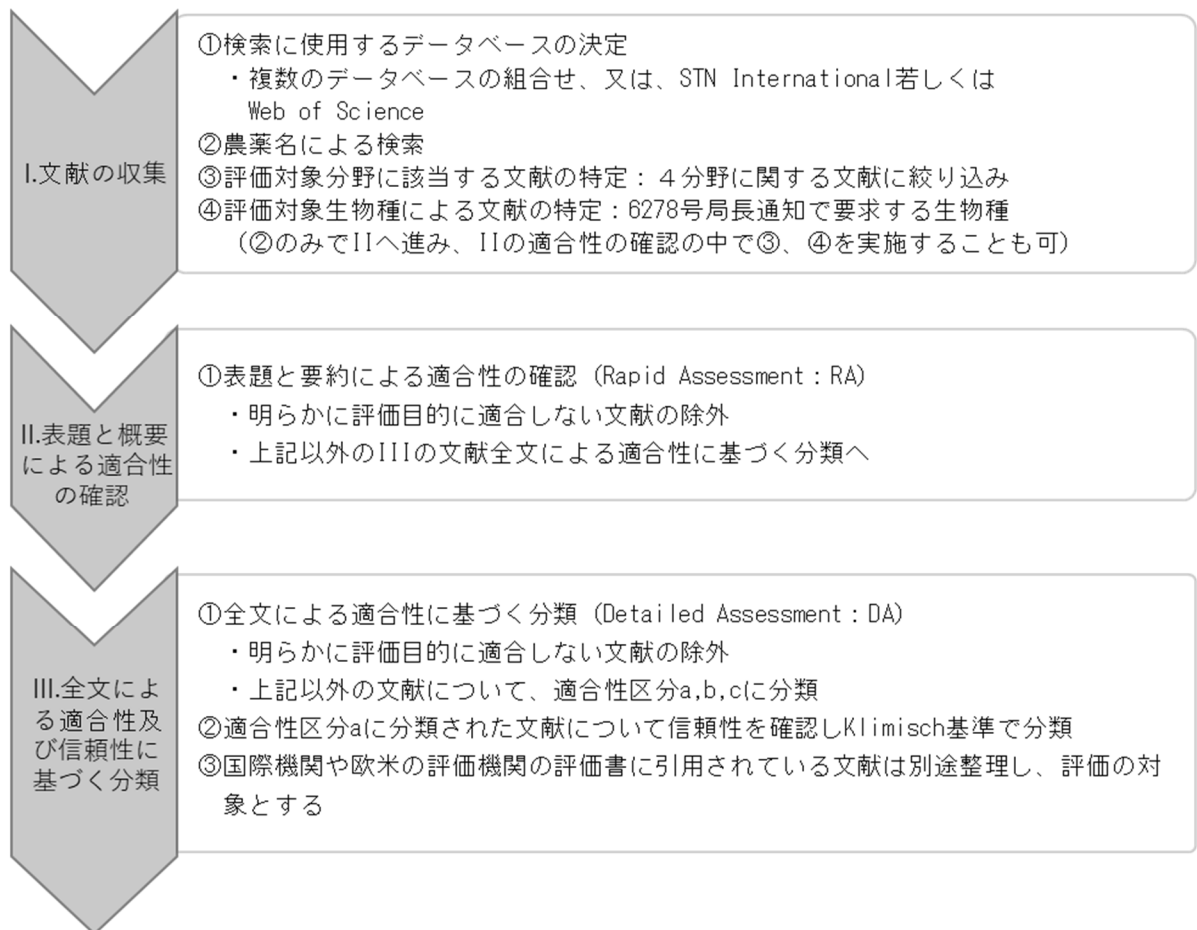 I.文献の収集
①検索に使用するデータベースの決定
・複数のデータベースの組合せ、又は、STN International若しくは
Web of Science
②農薬名による検索
③評価対象分野に該当する文献の特定：４分野に関する文献に絞り込み
④評価対象生物種による文献の特定：6278号局長通知で要求する生物種
（②のみでIIへ進み、IIの適合性の確認の中で③、④を実施することも可）
II.表題と概要
による適合性
の確認
①表題と要約による適合性の確認（Rapid Assessment：RA）
・明らかに評価目的に適合しない文献の除外
・上記以外のIIIの文献全文による適合性に基づく分類へ
III.全文によ
る適合性及
び信頼性に
基づく分類
①全文による適合性に基づく分類（Detailed Assessment：DA）
・明らかに評価目的に適合しない文献の除外
・上記以外の文献について、適合性区分a,b,cに分類
②適合性区分aに分類された文献について信頼性を確認しKlimisch基準で分類
③国際機関や欧米の評価機関の評価書に引用されている文献は別途整理し、評価の対
象とする